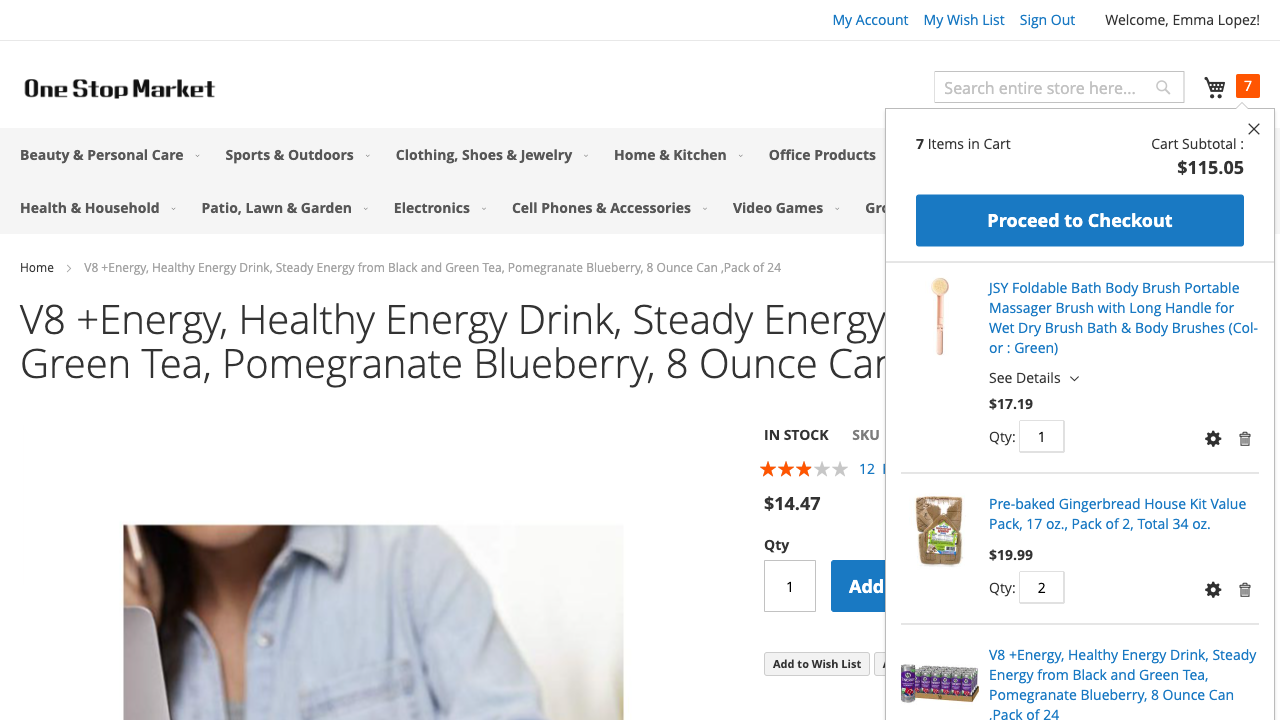 My Account My Wish List Sign Out Welcome, Emma Lopez!
One Stop Market
Search entire store here...
7
Beauty & Personal Care Sports & Outdoors Clothing, Shoes & Jewelry Home & Kitchen Office Products
Health & Household Patio, Lawn & Garden Electronics Cell Phones & Accessories Video Games
Home V8 +Energy, Healthy Energy Drink, Steady Energy from Black and Green Tea, Pomegranate Blueberry, 8 Ounce Can ,Pack of 24
V8 +Energy, Healthy Energy Drink, Steady Energy
Green Tea, Pomegranate Blueberry, 8 Ounce Can
IN STOCK SKU
12
$14.47
Qty
1
Add
Add to Wish List
7 Items in Cart
Cart Subtotal :
$115.05
Proceed to Checkout
JSY Foldable Bath Body Brush Portable
Massager Brush with Long Handle for
Wet Dry Brush Bath & Body Brushes (Col-
or : Green)
See Details
$17.19
Qty: 1
Pre-baked Gingerbread House Kit Value
Pack, 17 oz., Pack of 2, Total 34 oz.
$19.99
Qty: 2
V8 +Energy, Healthy Energy Drink, Steady
Energy from Black and Green Tea,
Pomegranate Blueberry, 8 Ounce Can
,Pack of 24